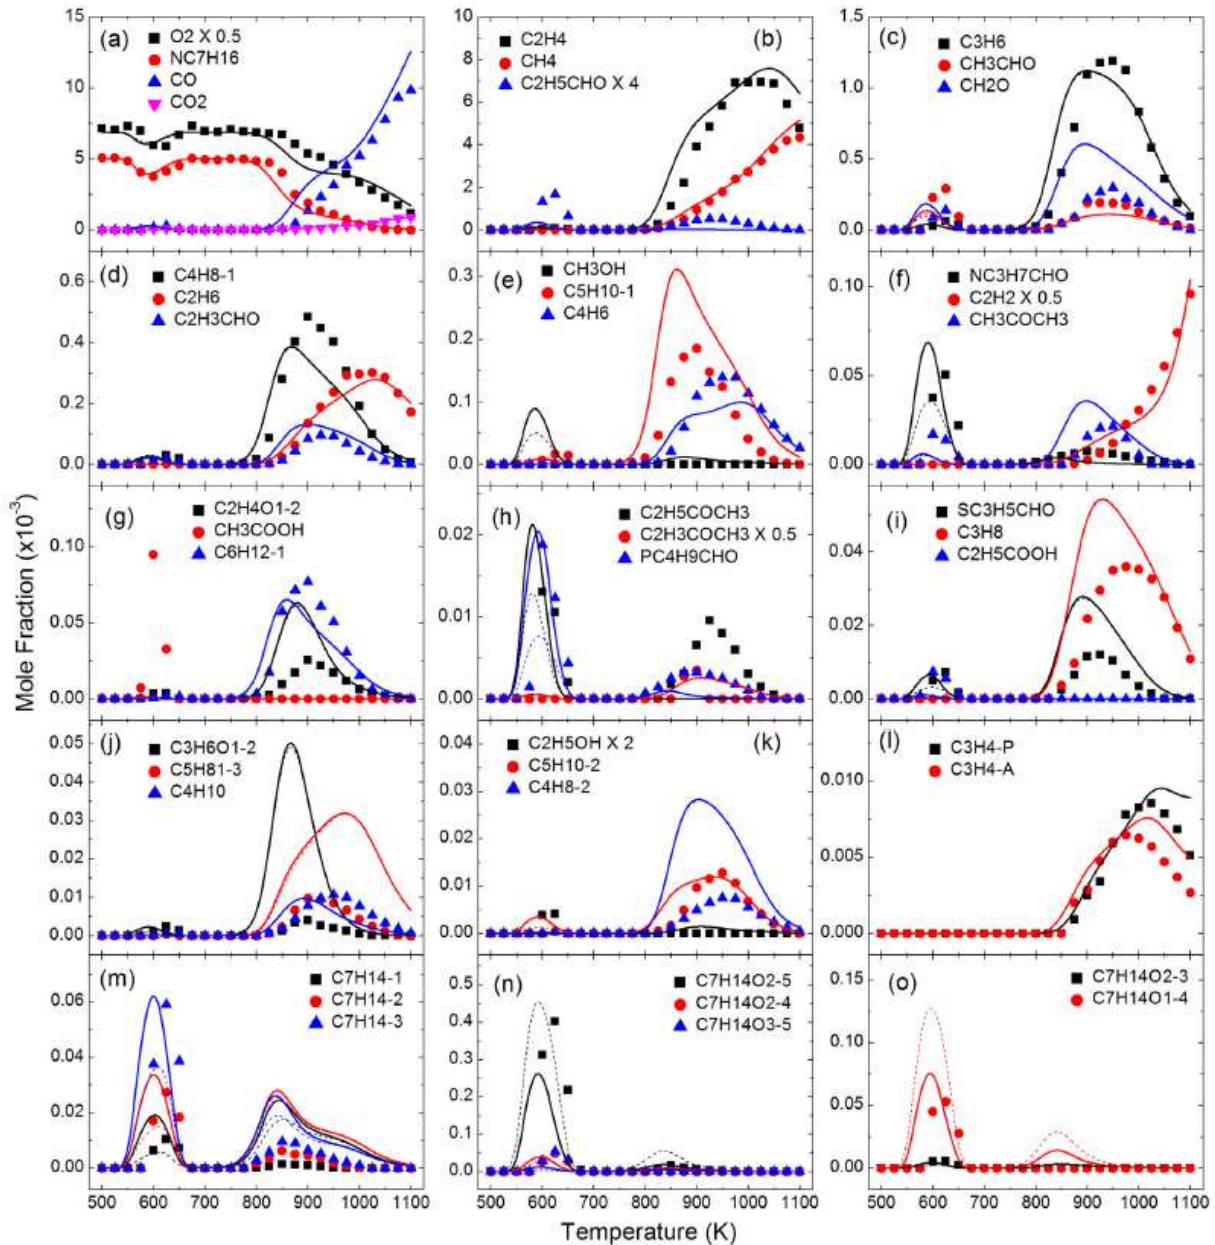 (a)
O2 X 0.5
NC7H16
CO
CO2
15
10
5
0
(b)
C2H4
CH4
C2H5CHO X 4
10
8
6
4
2
0
(c)
C3H6
CH3CHO
CH2O
1.5
1.0
0.5
0.0
(d)
C4H8-1
C2H6
C2H3CHO
0.6
0.4
0.2
0.0
(e)
CH3OH
C5H10-1
C4H6
0.3
0.2
0.1
0.0
(f)
NC3H7CHO
C2H2 X 0.5
CH3COCH3
0.10
0.05
0.00
(g)
C2H4O1-2
CH3COOH
C6H12-1
0.10
0.05
0.00
(h)
C2H5COCH3
C2H3COCH3 X 0.5
PC4H9CHO
0.02
0.01
0.00
(i)
SC3H5CHO
C3H8
C2H5COOH
0.04
0.02
0.00
(j)
C3H6O1-2
C5H81-3
C4H10
0.05
0.04
0.03
0.02
0.01
0.00
(k)
C2H5OH X 2
C5H10-2
C4H8-2
0.04
0.03
0.02
0.01
0.00
(l)
C3H4-P
C3H4-A
0.010
0.005
0.000
(m)
C7H14-1
C7H14-2
C7H14-3
0.06
0.04
0.02
0.00
500 600 700 800 900 1000 1100
(n)
C7H14O2-5
C7H14O2-4
C7H14O3-5
0.5
0.4
0.3
0.2
0.1
0.0
500 600 700 800 900 1000 1100
(o)
C7H14O2-3
C7H14O1-4
0.15
0.10
0.05
0.00
500 600 700 800 900 1000 1100
Mole Fraction (x10-3)
Temperature (K)